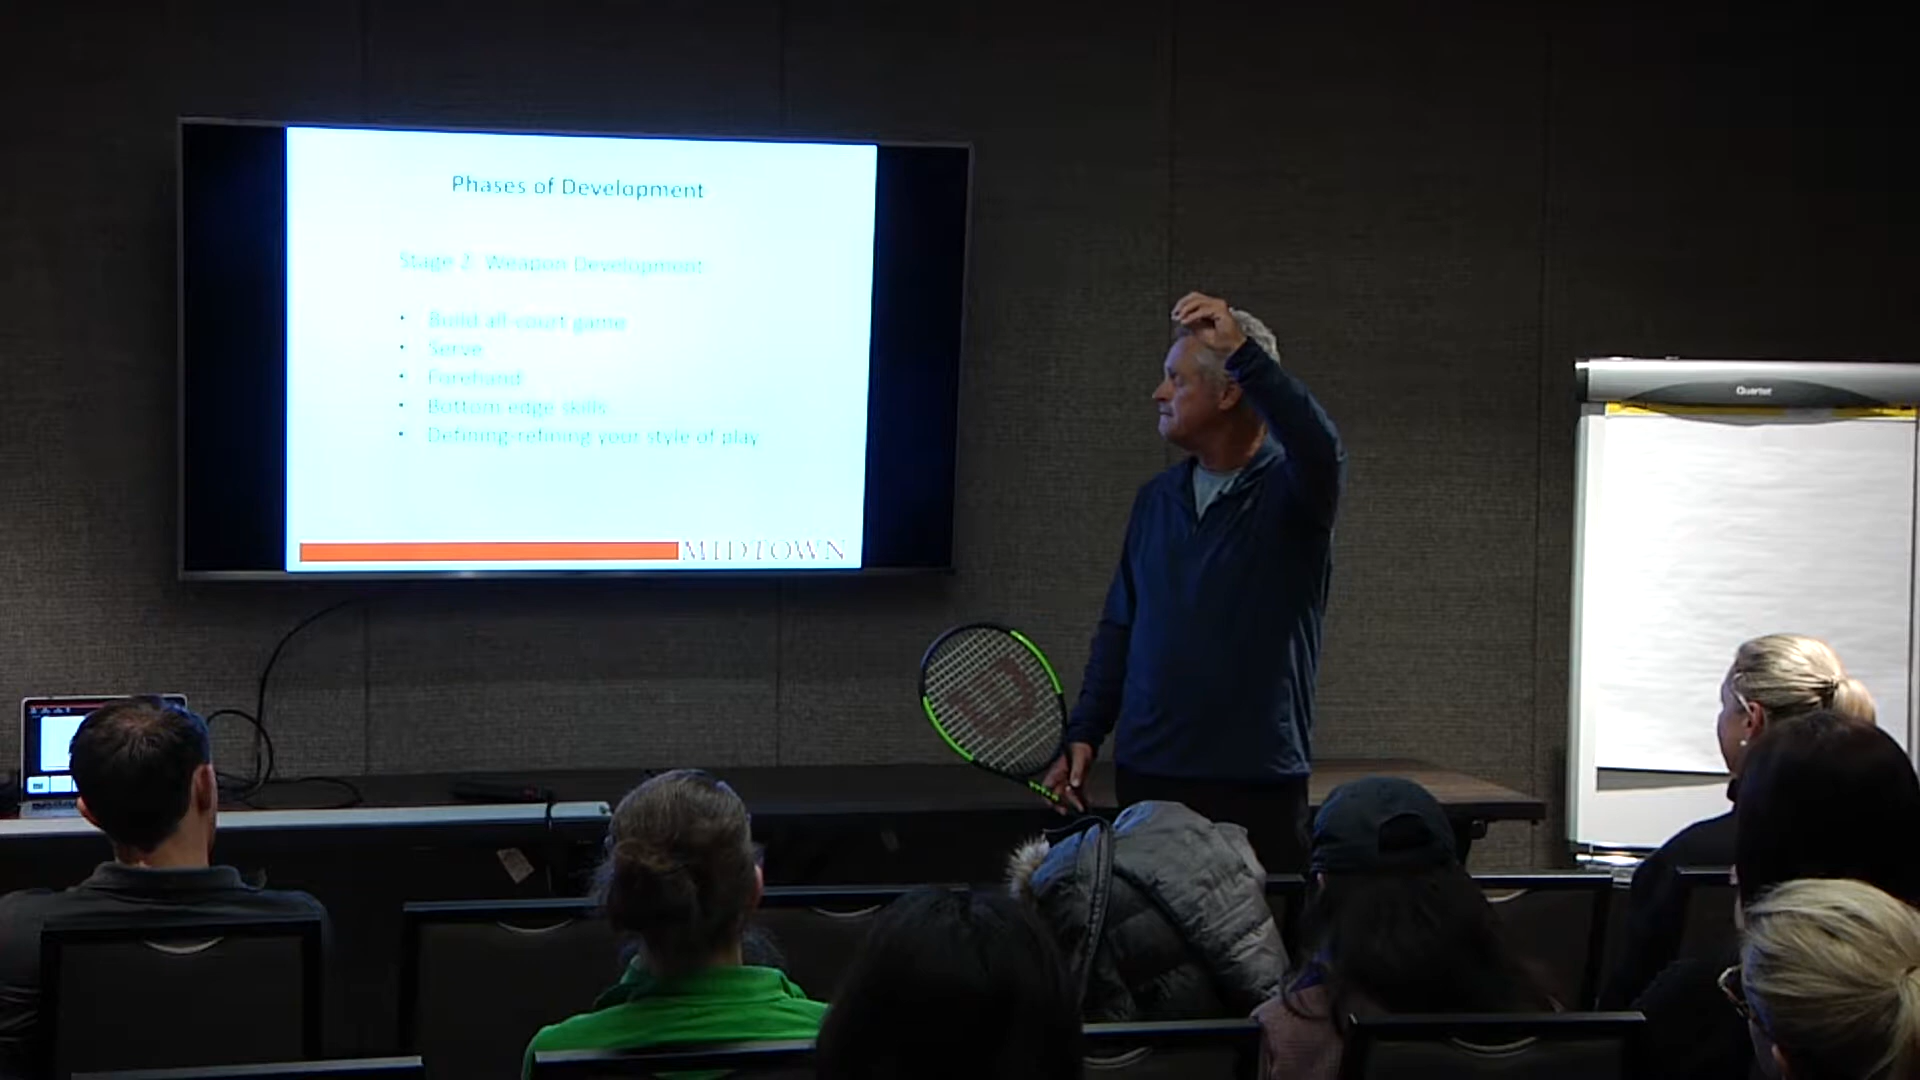 Phases of Development
Stage 2: Weapon Development
• Build all-court game
• Serve
• Forehand
• Bottom edge skills
• Defining-refining your style of play
MIDTOWN
Quartet